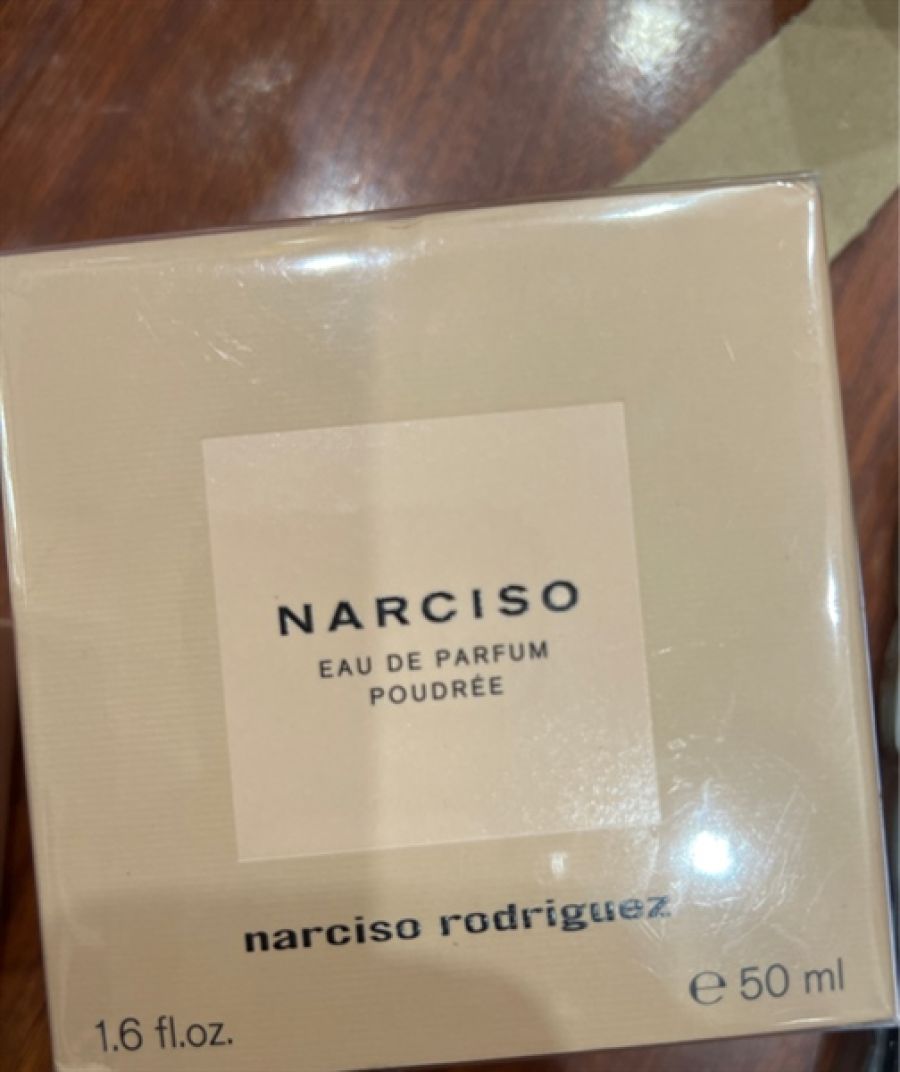 NARCISO
EAU DE PARFUM
POUDRÉE
narciso rodriguez
1.6 fl.oz.
℮ 50 ml